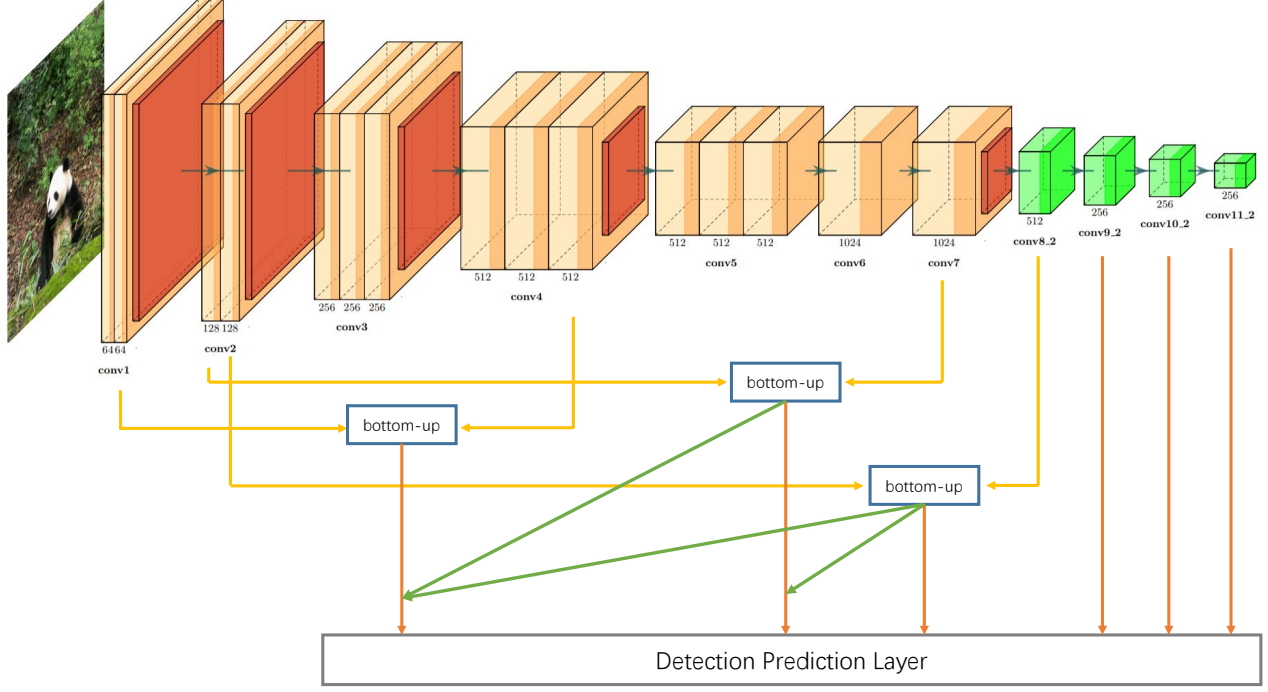 64 64
conv1
128 128
conv2
256 256 256
conv3
512 512 512
conv4
512 512 512
conv5
1024
conv6
1024
conv7
512
conv8_2
256
conv9_2
256
conv10_2
256
conv11_2
bottom-up
bottom-up
bottom-up
Detection Prediction Layer